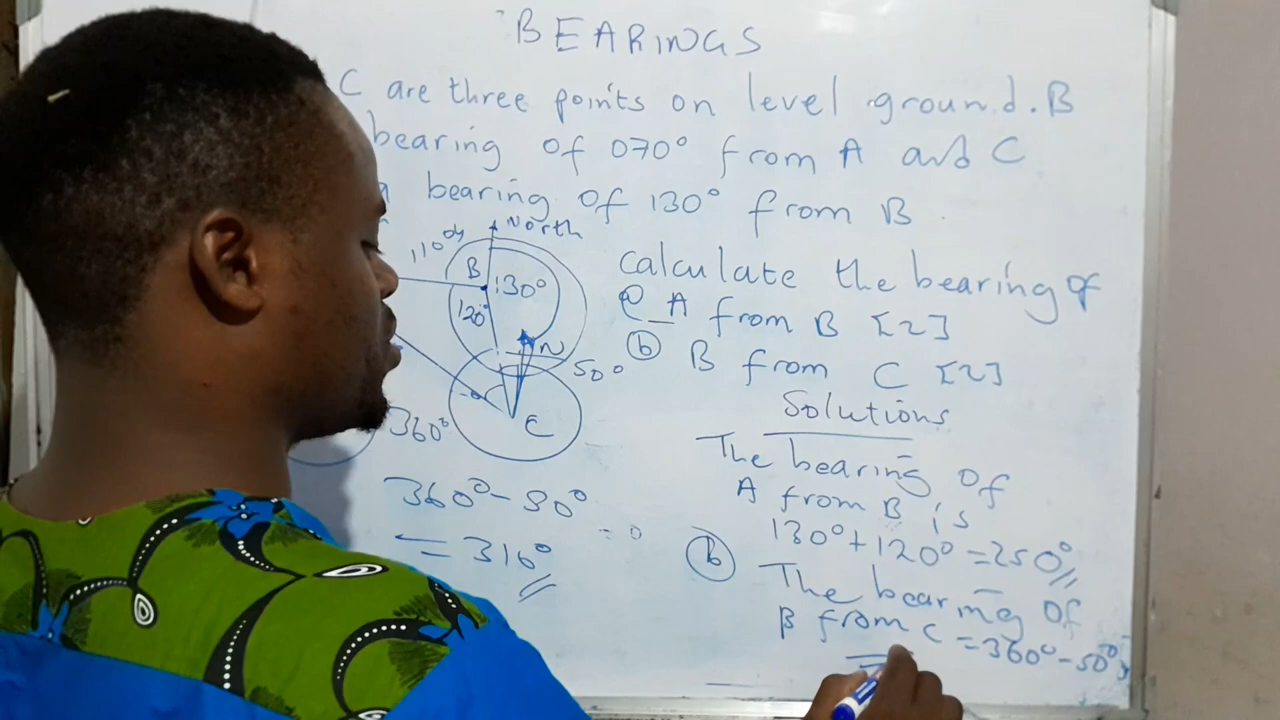 BEARINGS
C are three points on level ground. B
bearing of 070° from A and C
a bearing of 130° from B.
North
110°
B
130°
calculate the bearing of
120°
@ A from B [2]
N
ⓑ B from C [2]
50°
Solutions
C
360°
The bearing of
A from B is
360° - 50°
130° + 120° = 250°
= 310°
ⓑ The bearing of
B from C = 360° - 50°